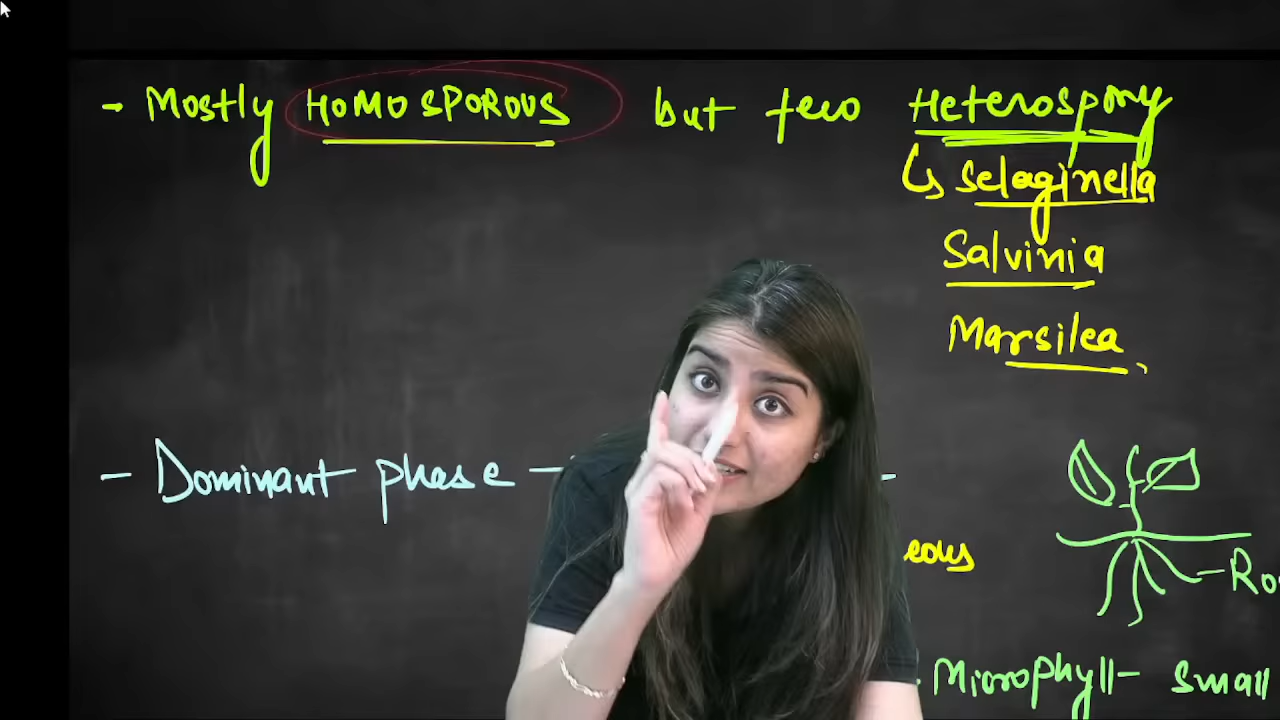 - Mostly HOMOSPOROUS but few Heterospory
↳ Selaginella
Salvinia
Marsilea
- Dominant phase -
eous
Microphyll - small